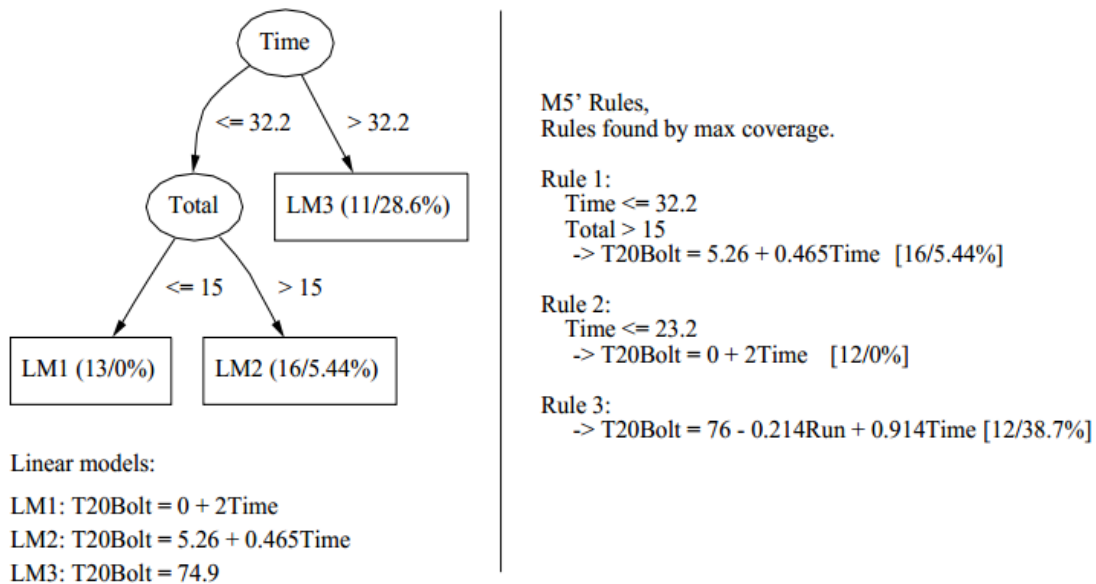 Time
<= 32.2
> 32.2
Total
LM3 (11/28.6%)
<= 15
> 15
LM1 (13/0%)
LM2 (16/5.44%)
Linear models:
LM1: T20Bolt = 0 + 2Time
LM2: T20Bolt = 5.26 + 0.465Time
LM3: T20Bolt = 74.9
M5’ Rules,
Rules found by max coverage.
Rule 1:
Time <= 32.2
Total > 15
-> T20Bolt = 5.26 + 0.465Time [16/5.44%]
Rule 2:
Time <= 23.2
-> T20Bolt = 0 + 2Time [12/0%]
Rule 3:
-> T20Bolt = 76 - 0.214Run + 0.914Time [12/38.7%]